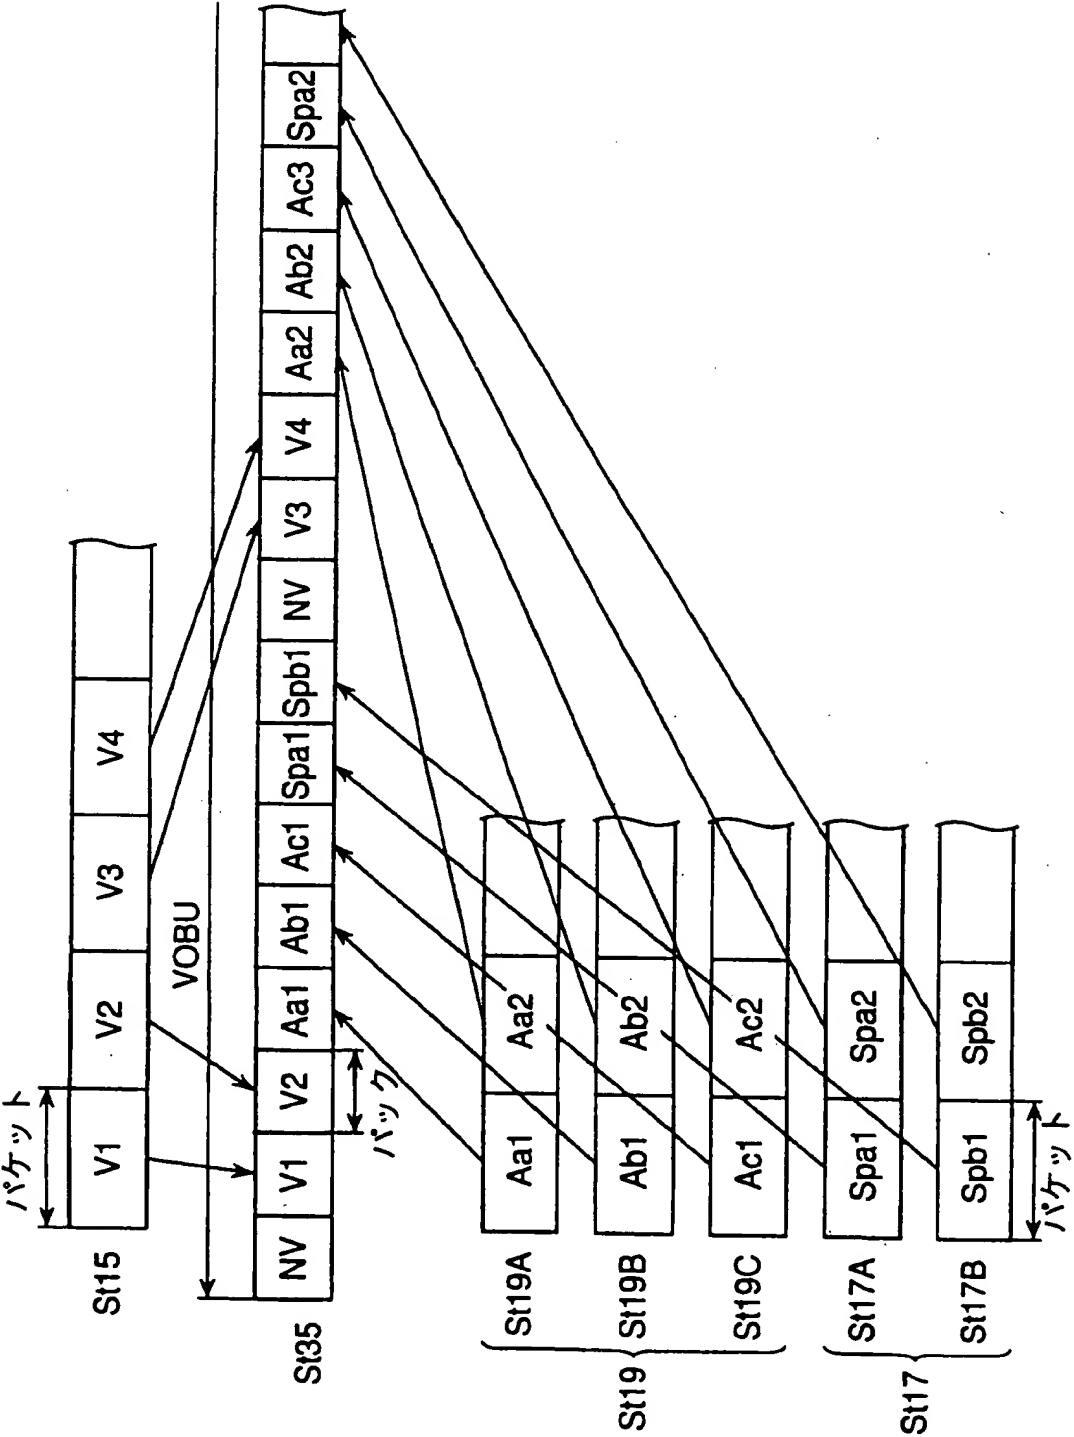 パケット
St15 V1 V2 V3 V4
VOBU
St35 NV V1 V2 Aa1 Ab1 Ac1 Spa1 Spb1 NV V3 V4 Aa2 Ab2 Ac3 Spa2
パック
St19
St19A Aa1 Aa2
St19B Ab1 Ab2
St19C Ac1 Ac2
St17
St17A Spa1 Spa2
St17B Spb1 Spb2
パケット